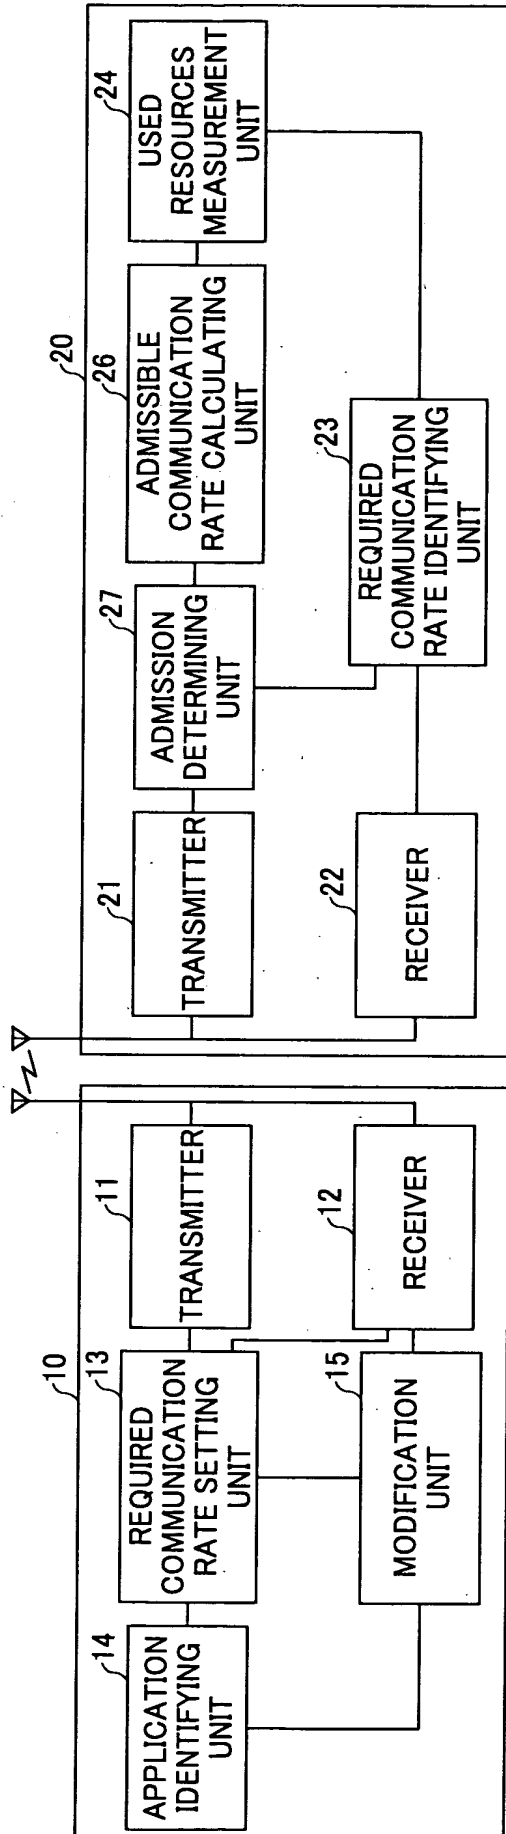 10
14
APPLICATION
IDENTIFYING
UNIT
13
REQUIRED
COMMUNICATION
RATE SETTING
UNIT
11
TRANSMITTER
15
MODIFICATION
UNIT
12
RECEIVER
20
21
TRANSMITTER
27
ADMISSION
DETERMINING
UNIT
26
ADMISSIBLE
COMMUNICATION
RATE CALCULATING
UNIT
24
USED
RESOURCES
MEASUREMENT
UNIT
22
RECEIVER
23
REQUIRED
COMMUNICATION
RATE IDENTIFYING
UNIT